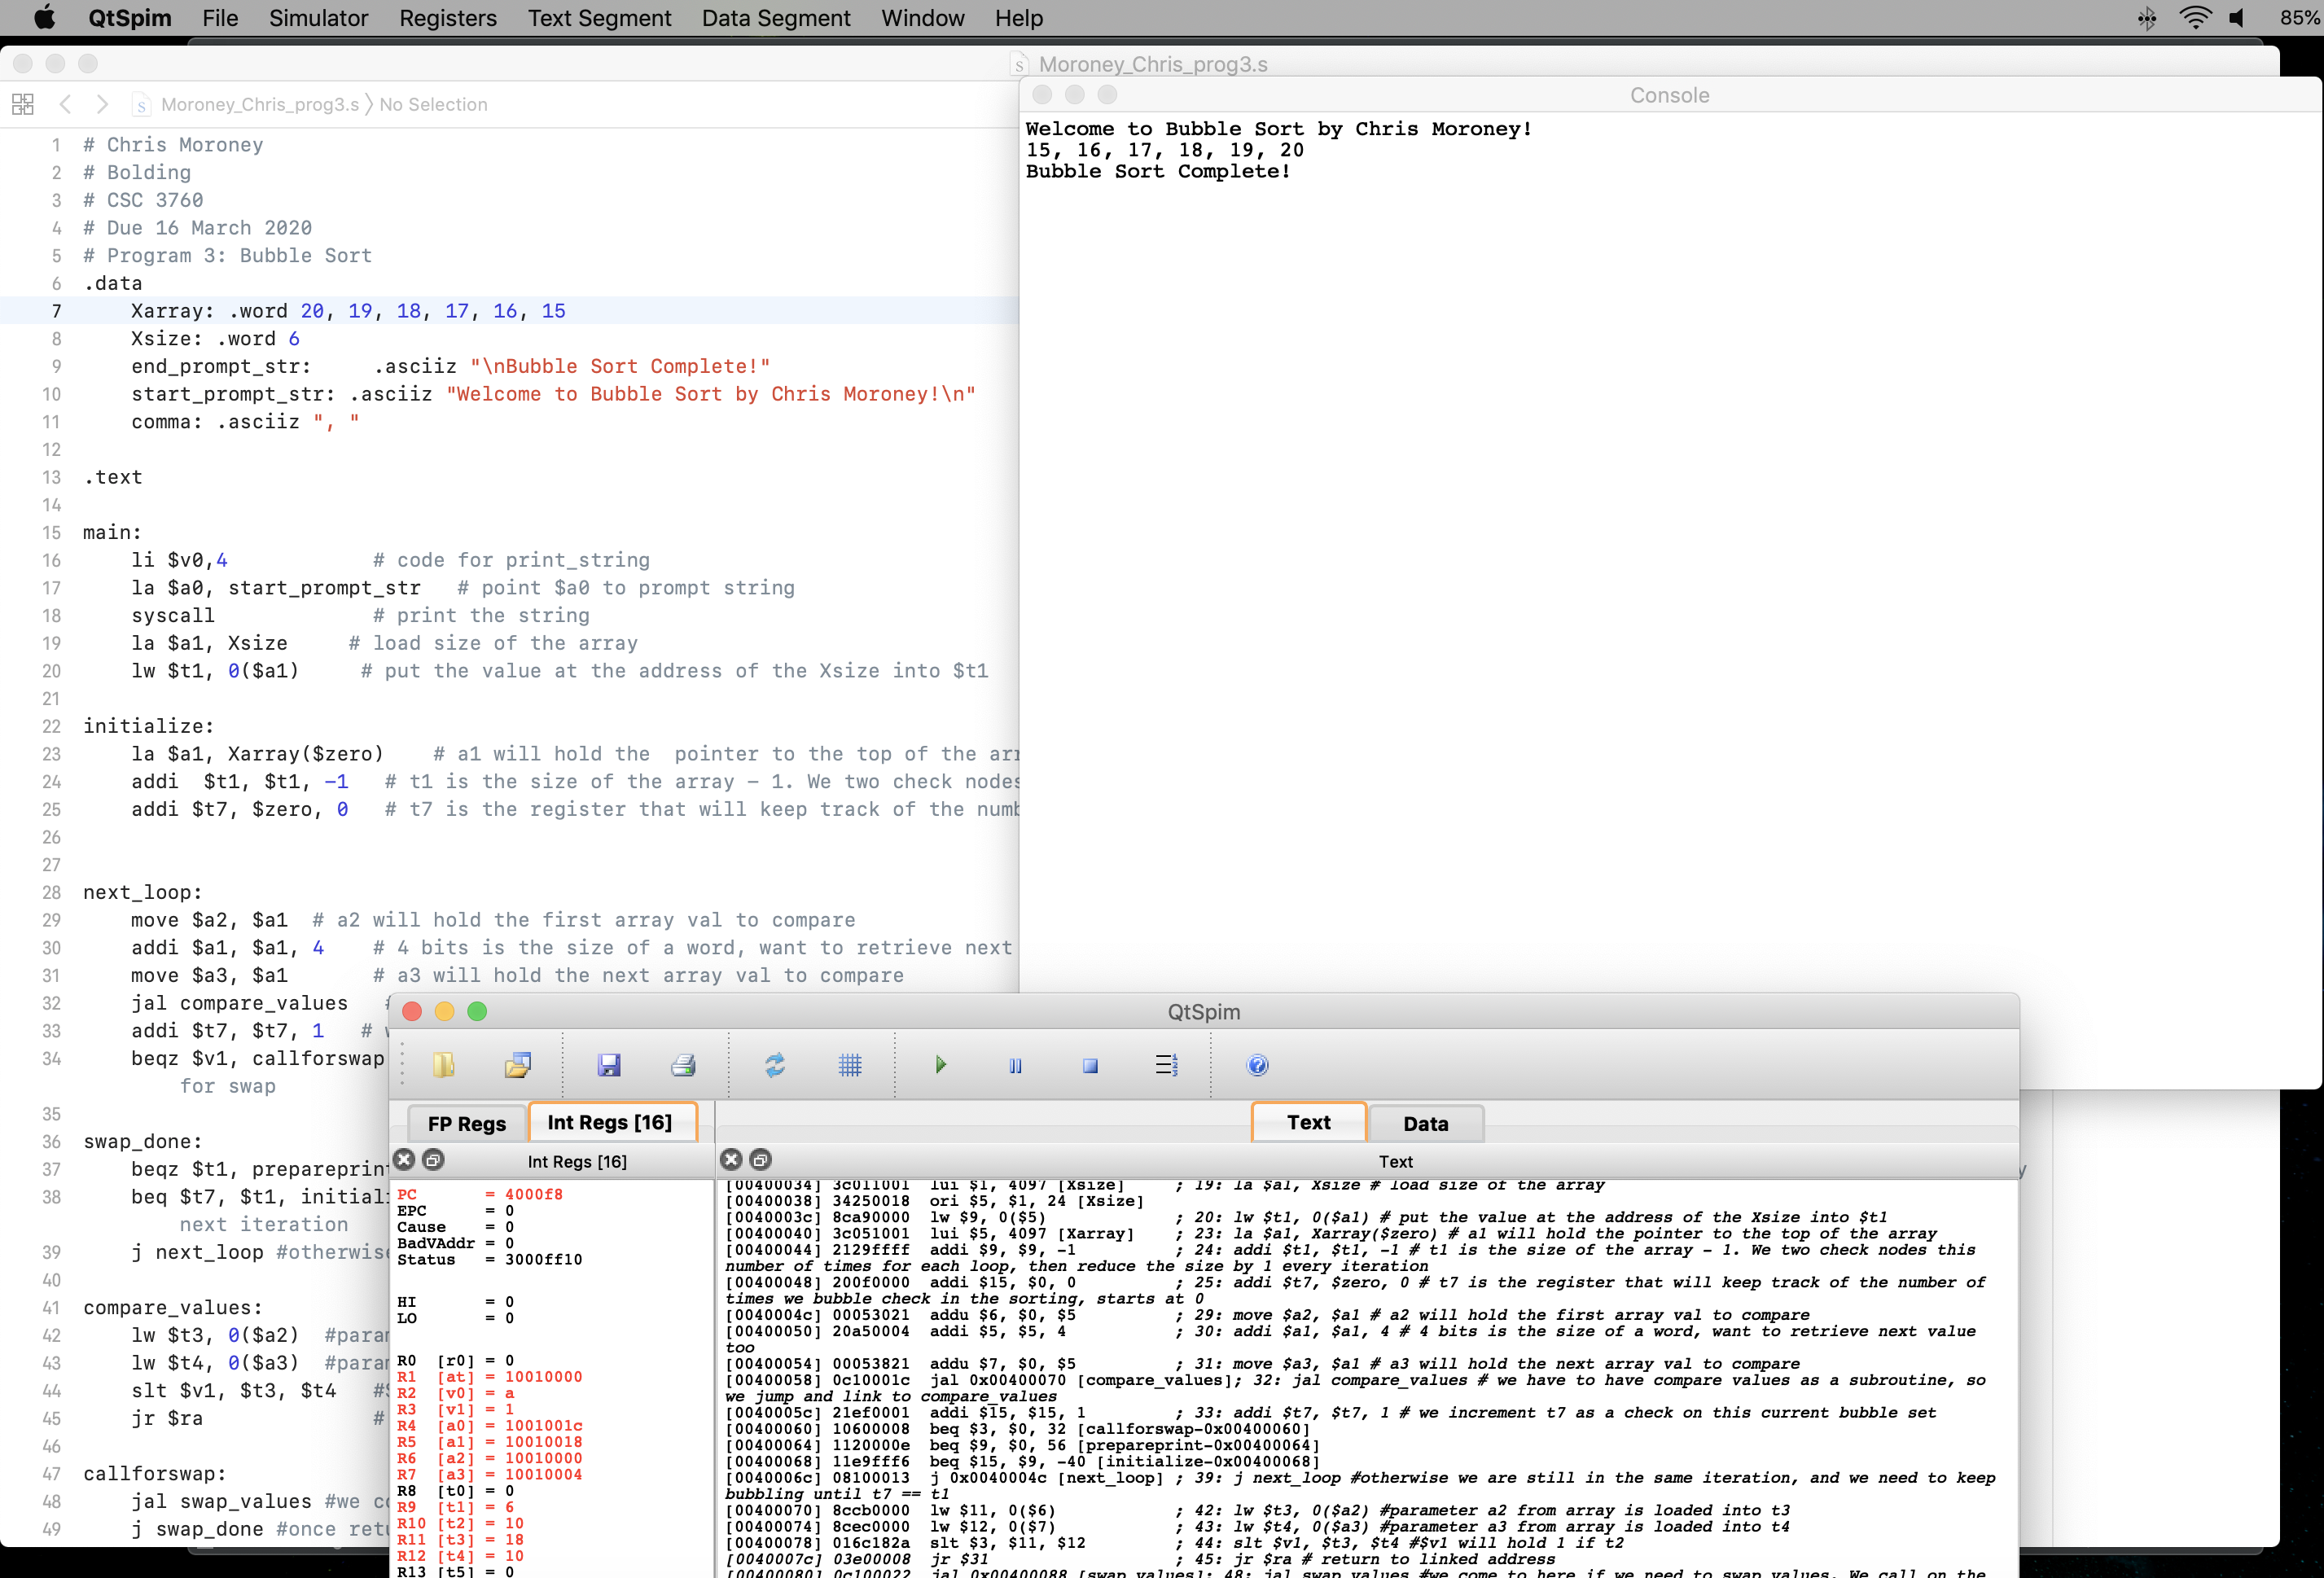 QtSpim File Simulator Registers Text Segment Data Segment Window Help 85%
Moroney_Chris_prog3.s
Moroney_Chris_prog3.s No Selection
1 # Chris Moroney
2 # Bolding
3 # CSC 3760
4 # Due 16 March 2020
5 # Program 3: Bubble Sort
6 .data
7 Xarray: .word 20, 19, 18, 17, 16, 15
8 Xsize: .word 6
9 end_prompt_str: .asciiz "\nBubble Sort Complete!"
10 start_prompt_str: .asciiz "Welcome to Bubble Sort by Chris Moroney!\n"
11 comma: .asciiz ", "
12
13 .text
14
15 main:
16 li $v0,4 # code for print_string
17 la $a0, start_prompt_str # point $a0 to prompt string
18 syscall # print the string
19 la $a1, Xsize # load size of the array
20 lw $t1, 0($a1) # put the value at the address of the Xsize into $t1
21
22 initialize:
23 la $a1, Xarray($zero) # a1 will hold the pointer to the top of the arr
24 addi $t1, $t1, -1 # t1 is the size of the array - 1. We two check nodes
25 addi $t7, $zero, 0 # t7 is the register that will keep track of the numb
26
27
28 next_loop:
29 move $a2, $a1 # a2 will hold the first array val to compare
30 addi $a1, $a1, 4 # 4 bits is the size of a word, want to retrieve next
31 move $a3, $a1 # a3 will hold the next array val to compare
32 jal compare_values #
33 addi $t7, $t7, 1 # w
34 beqz $v1, callforswap
for swap
35
36 swap_done:
37 beqz $t1, prepareprint
38 beq $t7, $t1, initiali
next iteration
39 j next_loop #otherwise
40
41 compare_values:
42 lw $t3, 0($a2) #param
43 lw $t4, 0($a3) #param
44 slt $v1, $t3, $t4 #$
45 jr $ra #
46
47 callforswap:
48 jal swap_values #we co
49 j swap_done #once retu
Console
Welcome to Bubble Sort by Chris Moroney!
15, 16, 17, 18, 19, 20
Bubble Sort Complete!
QtSpim
FP Regs Int Regs [16] Text Data
Int Regs [16] Text
PC = 4000f8
EPC = 0
Cause = 0
BadVAddr = 0
Status = 3000ff10
HI = 0
LO = 0
R0 [r0] = 0
R1 [at] = 10010000
R2 [v0] = a
R3 [v1] = 1
R4 [a0] = 1001001c
R5 [a1] = 10010018
R6 [a2] = 10010000
R7 [a3] = 10010004
R8 [t0] = 0
R9 [t1] = 6
R10 [t2] = 10
R11 [t3] = 18
R12 [t4] = 10
R13 [t5] = 0
[00400034] 3c011001 lui $1, 4097 [Xsize] ; 19: la $a1, Xsize # load size of the array
[00400038] 34250018 ori $5, $1, 24 [Xsize]
[0040003c] 8ca90000 lw $9, 0($5) ; 20: lw $t1, 0($a1) # put the value at the address of the Xsize into $t1
[00400040] 3c051001 lui $5, 4097 [Xarray] ; 23: la $a1, Xarray($zero) # a1 will hold the pointer to the top of the array
[00400044] 2129ffff addi $9, $9, -1 ; 24: addi $t1, $t1, -1 # t1 is the size of the array - 1. We two check nodes this
number of times for each loop, then reduce the size by 1 every iteration
[00400048] 200f0000 addi $15, $0, 0 ; 25: addi $t7, $zero, 0 # t7 is the register that will keep track of the number of
times we bubble check in the sorting, starts at 0
[0040004c] 00053021 addu $6, $0, $5 ; 29: move $a2, $a1 # a2 will hold the first array val to compare
[00400050] 20a50004 addi $5, $5, 4 ; 30: addi $a1, $a1, 4 # 4 bits is the size of a word, want to retrieve next value
too
[00400054] 00053821 addu $7, $0, $5 ; 31: move $a3, $a1 # a3 will hold the next array val to compare
[00400058] 0c10001c jal 0x00400070 [compare_values]; 32: jal compare_values # we have to have compare values as a subroutine, so
we jump and link to compare_values
[0040005c] 21ef0001 addi $15, $15, 1 ; 33: addi $t7, $t7, 1 # we increment t7 as a check on this current bubble set
[00400060] 10600008 beq $3, $0, 32 [callforswap-0x00400060]
[00400064] 1120000e beq $9, $0, 56 [prepareprint-0x00400064]
[00400068] 11e9fff6 beq $15, $9, -40 [initialize-0x00400068]
[0040006c] 08100013 j 0x0040004c [next_loop] ; 39: j next_loop #otherwise we are still in the same iteration, and we need to keep
bubbling until t7 == t1
[00400070] 8ccb0000 lw $11, 0($6) ; 42: lw $t3, 0($a2) #parameter a2 from array is loaded into t3
[00400074] 8cec0000 lw $12, 0($7) ; 43: lw $t4, 0($a3) #parameter a3 from array is loaded into t4
[00400078] 016c182a slt $3, $11, $12 ; 44: slt $v1, $t3, $t4 #$v1 will hold 1 if t2
[0040007c] 03e00008 jr $31 ; 45: jr $ra # return to linked address
[00400080] 0c100022 jal 0x00400088 [swap_values]; 48: jal swap_values #we come to here if we need to swap values. We call on the